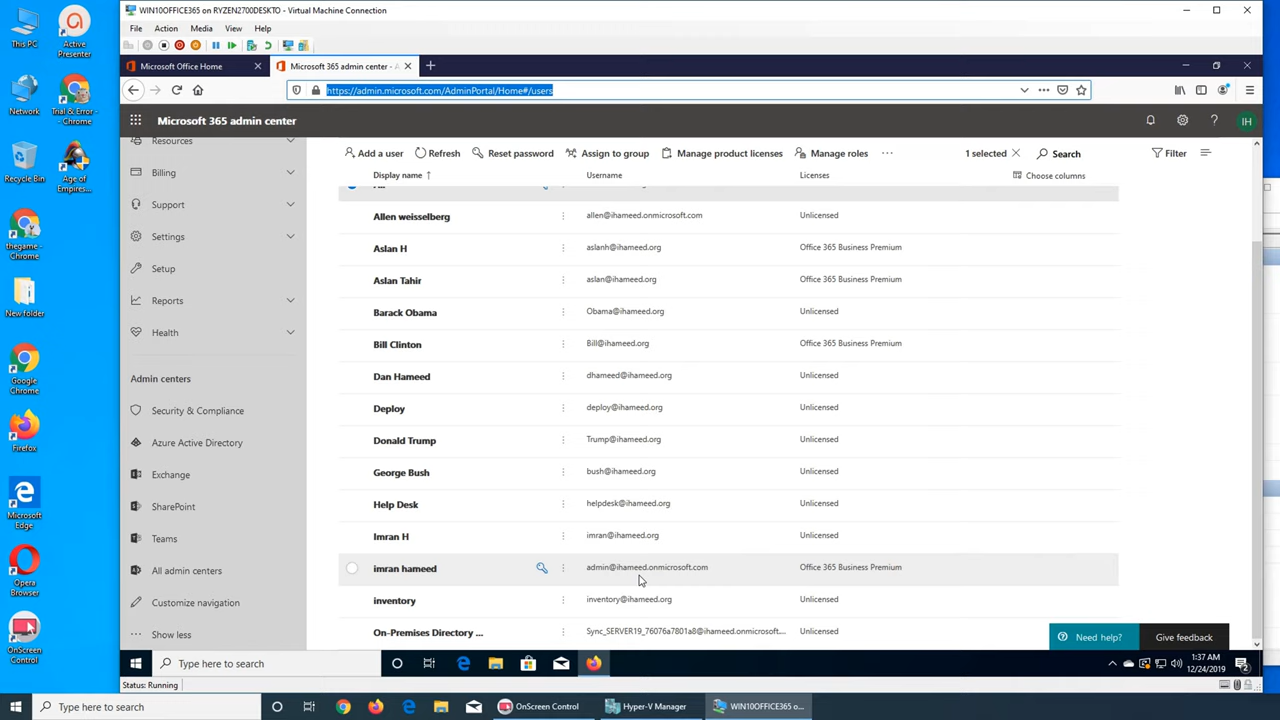 WIN10OFFICE365 on RYZEN2700DESKTO - Virtual Machine Connection
File Action Media View Help
Microsoft Office Home
Microsoft 365 admin center - A
https://admin.microsoft.com/AdminPortal/Home#/users
Microsoft 365 admin center
IH
Add a user
Refresh
Reset password
Assign to group
Manage product licenses
Manage roles
1 selected
Search
Filter
Display name
Username
Licenses
Choose columns
Allen weisselberg allen@ihameed.onmicrosoft.com Unlicensed
Aslan H aslanh@ihameed.org Office 365 Business Premium
Aslan Tahir aslan@ihameed.org Office 365 Business Premium
Barack Obama Obama@ihameed.org Unlicensed
Bill Clinton Bill@ihameed.org Office 365 Business Premium
Dan Hameed dhameed@ihameed.org Unlicensed
Deploy deploy@ihameed.org Unlicensed
Donald Trump Trump@ihameed.org Unlicensed
George Bush bush@ihameed.org Unlicensed
Help Desk helpdesk@ihameed.org Unlicensed
Imran H imran@ihameed.org Unlicensed
imran hameed admin@ihameed.onmicrosoft.com Office 365 Business Premium
inventory inventory@ihameed.org Unlicensed
On-Premises Directory ... Sync_SERVER19_76076a7801a8@ihameed.onmicrosoft.... Unlicensed
Resources
Billing
Support
Settings
Setup
Reports
Health
Admin centers
Security & Compliance
Azure Active Directory
Exchange
SharePoint
Teams
All admin centers
Customize navigation
Show less
Need help?
Give feedback
Type here to search
1:37 AM
12/24/2019
2
Status: Running
This PC
Active
Presenter
Network
Trial & Error -
- Chrome
Recycle Bin
Age of
Empires...
thegame -
Chrome
New folder
Google
Chrome
Firefox
Microsoft
Edge
Opera
Browser
OnScreen
Control
Type here to search
OnScreen Control
Hyper-V Manager
WIN10OFFICE365 o...